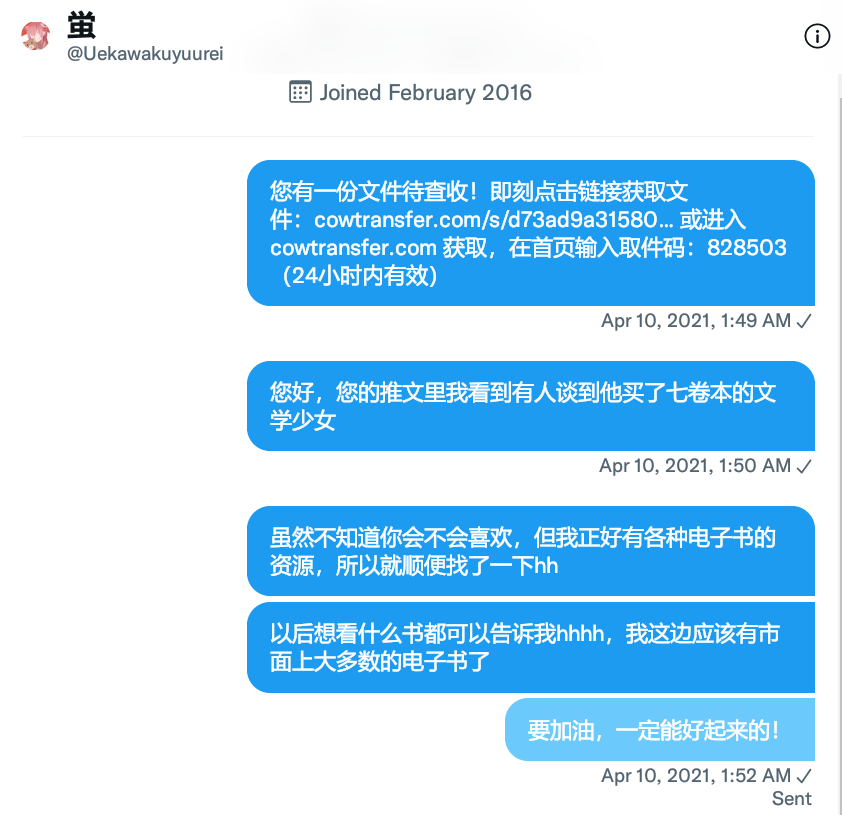 蛍
@Uekawakuyuurei
Joined February 2016
您有一份文件待查收！即刻点击链接获取文
件：cowtransfer.com/s/d73ad9a31580… 或进入
cowtransfer.com 获取，在首页输入取件码：828503
（24小时内有效）
Apr 10, 2021, 1:49 AM
您好，您的推文里我看到有人谈到他买了七卷本的文
学少女
Apr 10, 2021, 1:50 AM
虽然不知道你会不会喜欢，但我正好有各种电子书的
资源，所以就顺便找了一下hh
以后想看什么书都可以告诉我hhhh，我这边应该有市
面上大多数的电子书了
要加油，一定能好起来的！
Apr 10, 2021, 1:52 AM
Sent